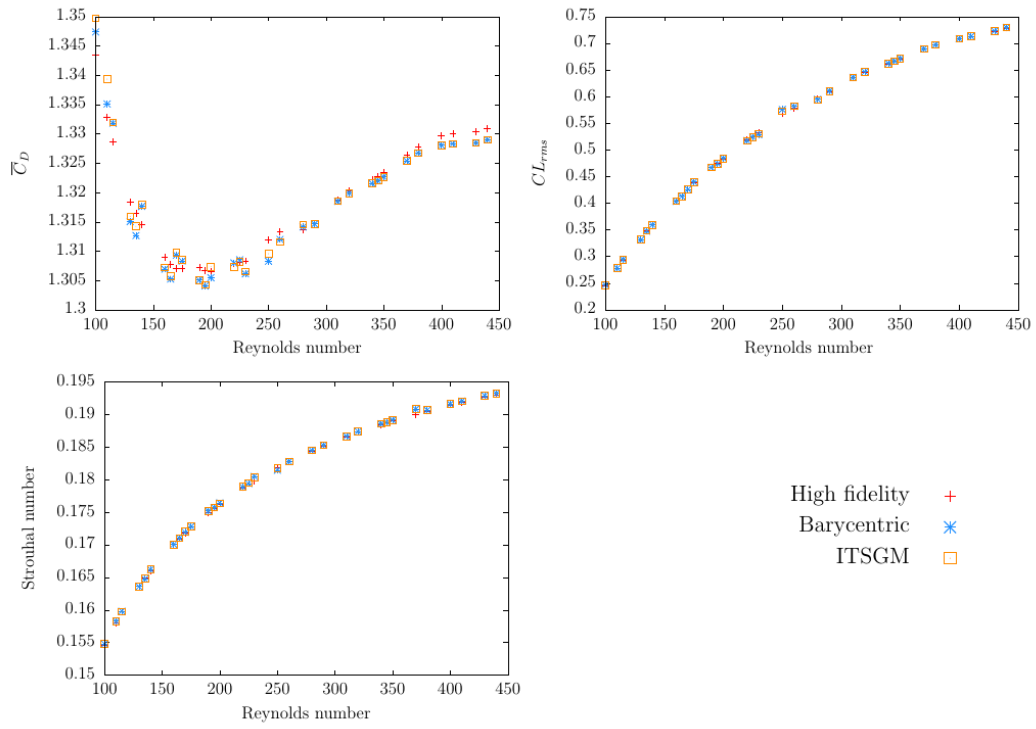 1.35
1.345
1.34
1.335
1.33
1.325
1.32
1.315
1.31
1.305
1.3
C̅_D
100 150 200 250 300 350 400 450
Reynolds number
0.75
0.7
0.65
0.6
0.55
0.5
0.45
0.4
0.35
0.3
0.25
0.2
CL_rms
100 150 200 250 300 350 400 450
Reynolds number
0.195
0.19
0.185
0.18
0.175
0.17
0.165
0.16
0.155
0.15
Strouhal number
100 150 200 250 300 350 400 450
Reynolds number
High fidelity
Barycentric
ITSGM